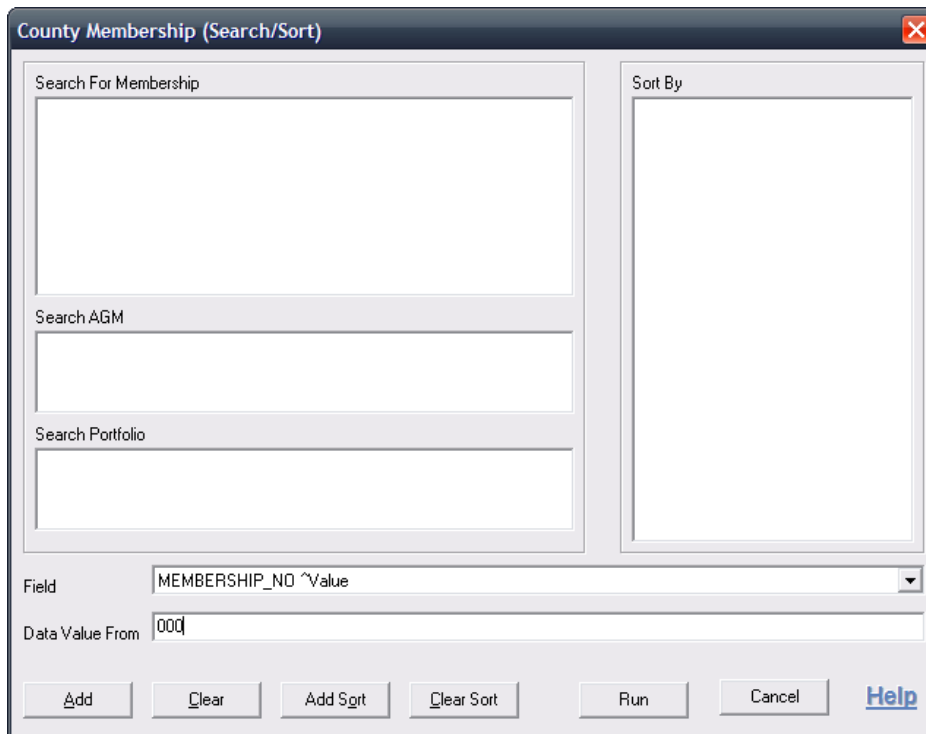 County Membership (Search/Sort)
Search For Membership
Sort By
Search AGM
Search Portfolio
Field MEMBERSHIP_NO ^Value
Data Value From 000
Add Clear Add Sort Clear Sort Run Cancel Help